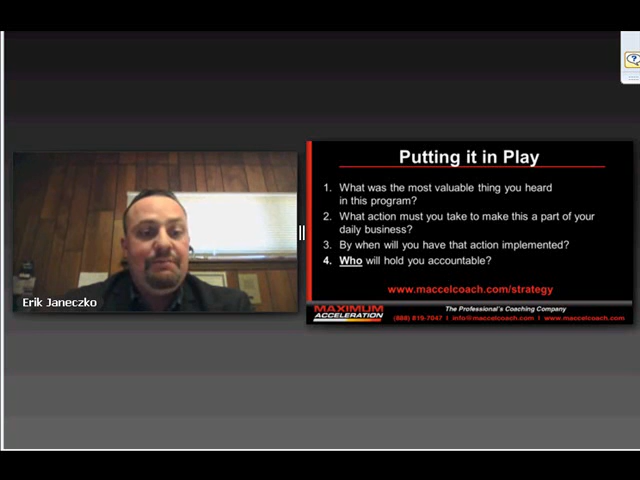 Erik Janeczko
Putting it in Play
1. What was the most valuable thing you heard
in this program?
2. What action must you take to make this a part of your
daily business?
3. By when will you have that action implemented?
4. Who will hold you accountable?
www.maccelcoach.com/strategy
MAXIMUM
ACCELERATION
The Professional's Coaching Company
(888) 819-7047 | info@maccelcoach.com | www.maccelcoach.com